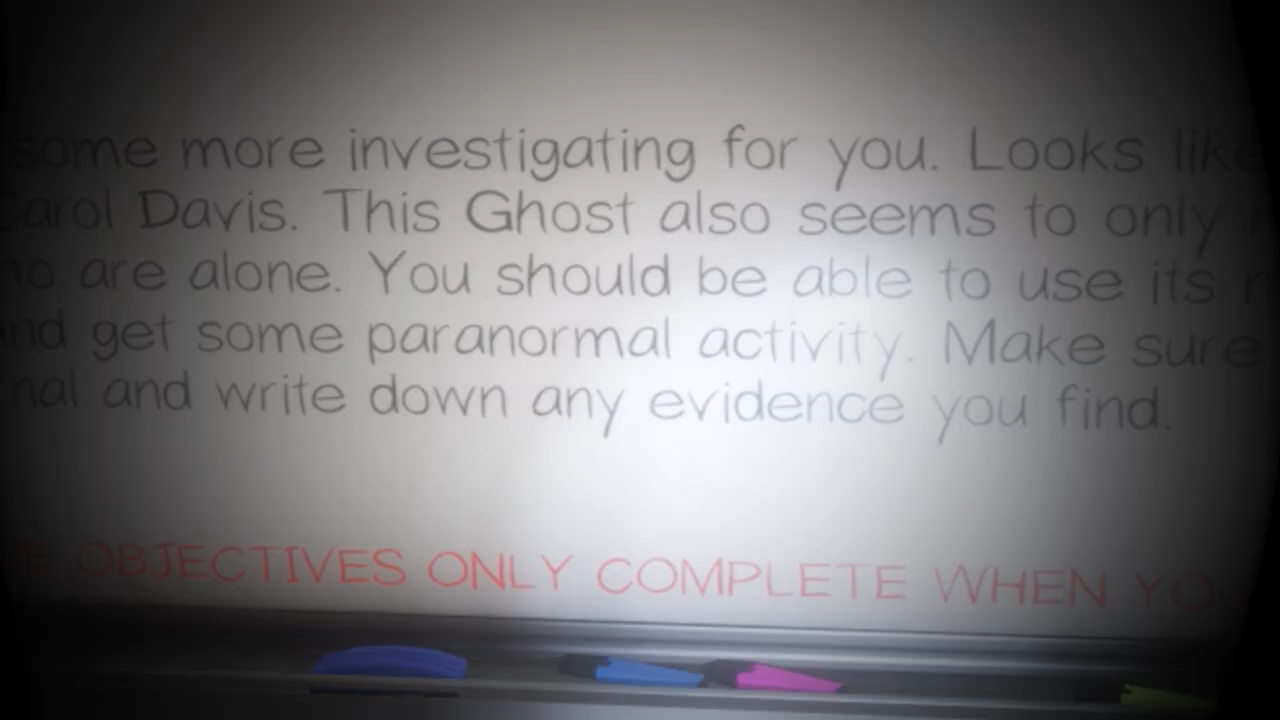 some more investigating for you. Looks like
Carol Davis. This Ghost also seems to only
are alone. You should be able to use its
and get some paranormal activity. Make sure
and write down any evidence you find.
OBJECTIVES ONLY COMPLETE WHEN